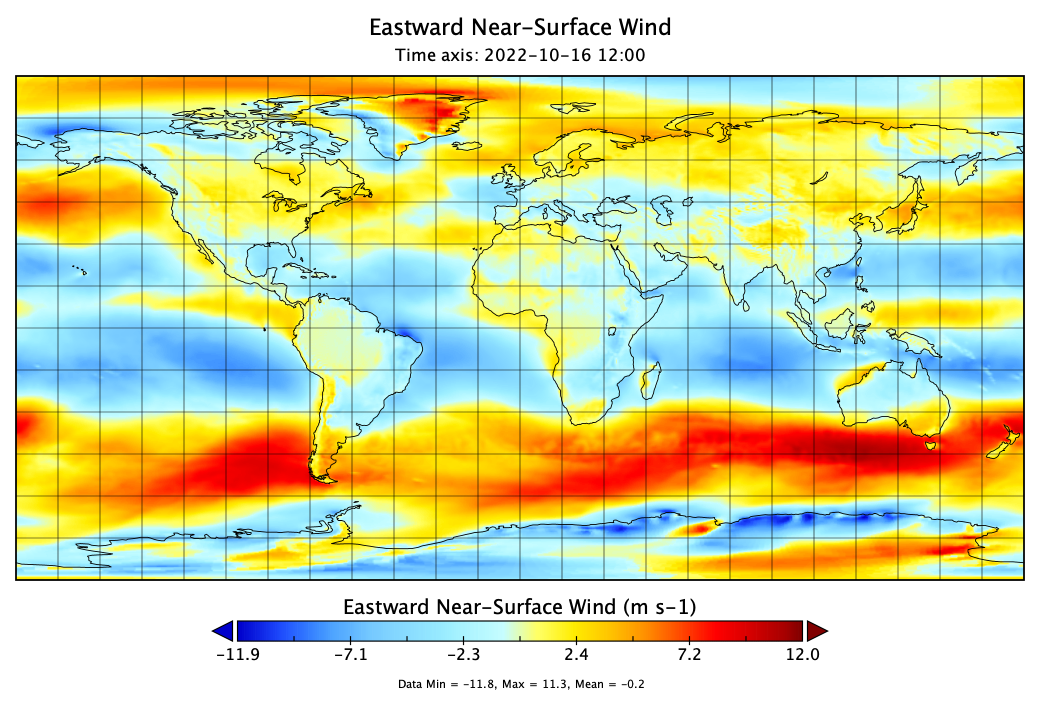 Eastward Near-Surface Wind
Time axis: 2022-10-16 12:00
Eastward Near-Surface Wind (m s-1)
-11.9 -7.1 -2.3 2.4 7.2 12.0
Data Min = -11.8, Max = 11.3, Mean = -0.2